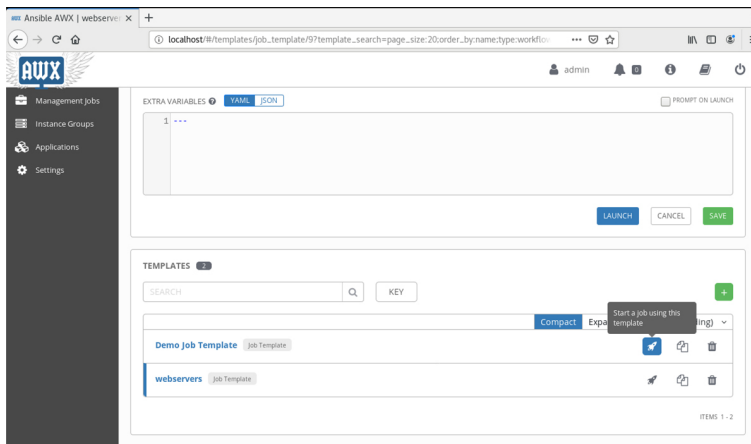 Ansible AWX | webserver
localhost/#/templates/job_template/9?template_search=page_size:20;order_by:name;type:workflo
AWX
admin
0
Management Jobs
Instance Groups
Applications
Settings
EXTRA VARIABLES
YAML JSON
PROMPT ON LAUNCH
1 ---
LAUNCH CANCEL SAVE
TEMPLATES 2
SEARCH
KEY
+
Start a job using this
template
Compact Expa ing)
Demo Job Template Job Template
webservers Job Template
ITEMS 1 - 2